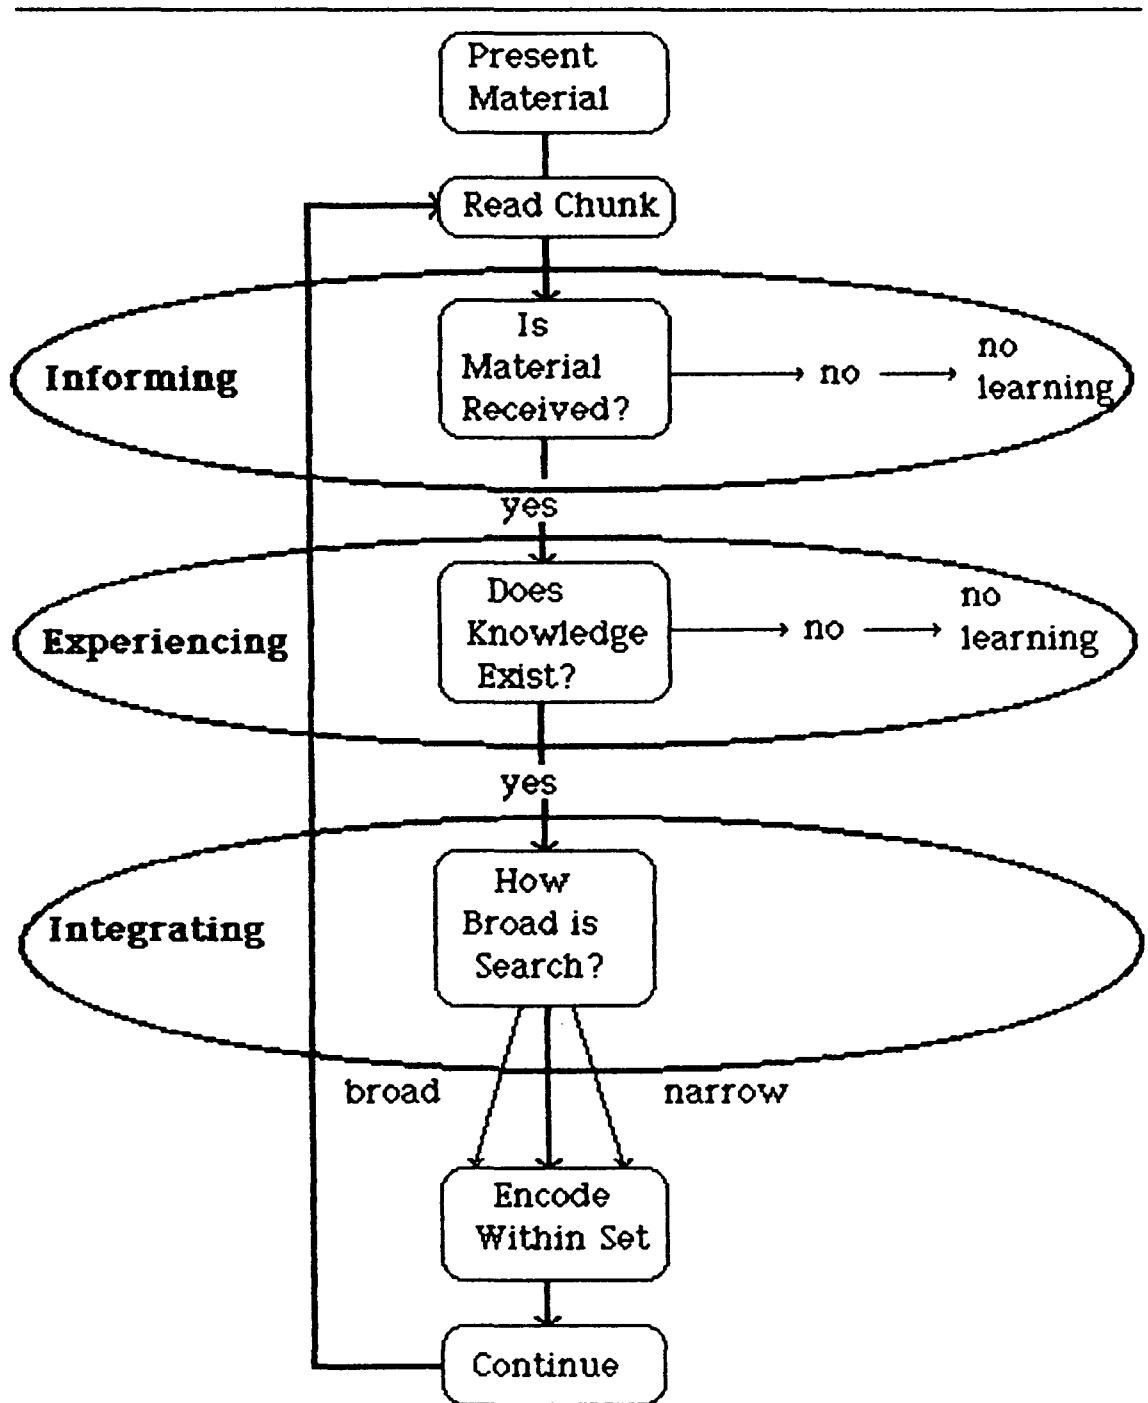 Present
Material
Read Chunk
Is
Material
Received?
Informing
no
no
learning
yes
Does
Knowledge
Exist?
Experiencing
no
no
learning
yes
How
Broad is
Search?
Integrating
broad
narrow
Encode
Within Set
Continue